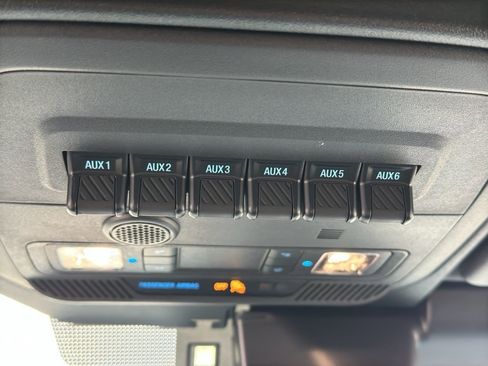 AUX1 AUX2 AUX3 AUX4 AUX5 AUX6
PASSENGER AIRBAG OFF